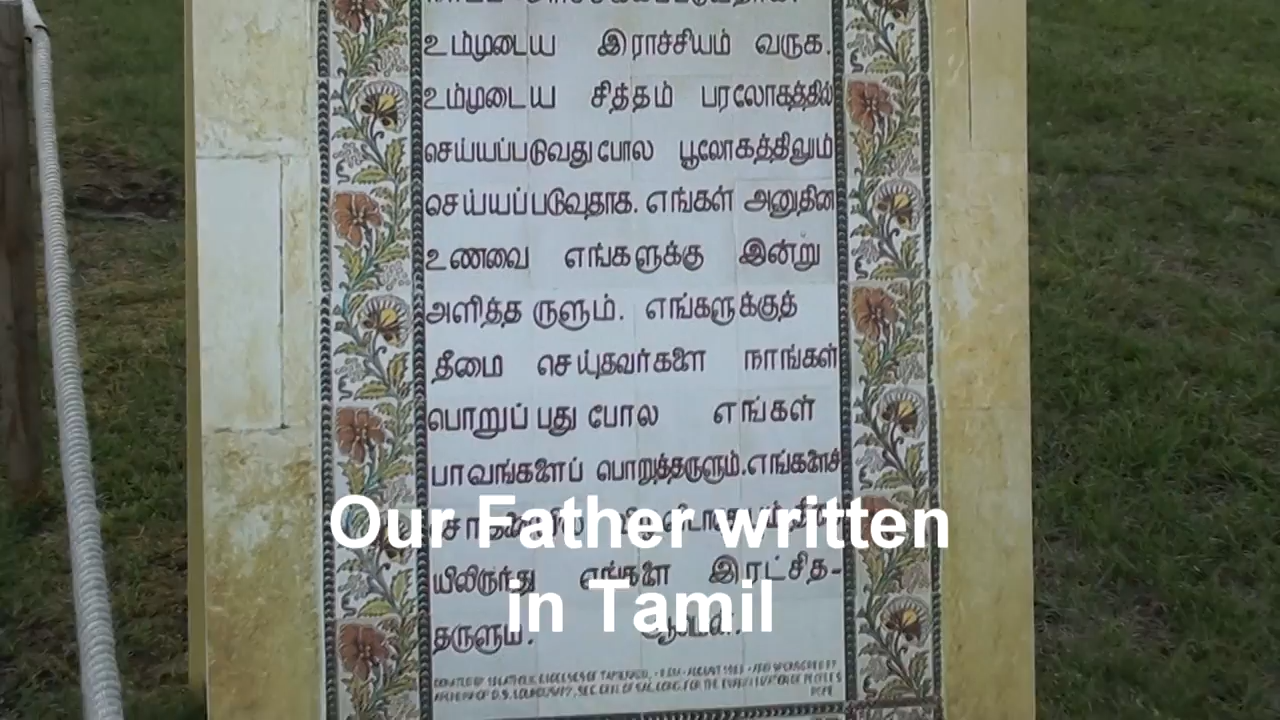 உம்முடைய இராச்சியம் வருக.
உம்முடைய சித்தம் பரலோகத்தில்
செய்யப்படுவது போல பூலோகத்திலும்
செய்யப்படுவதாக. எங்கள் அனுதின
உணவை எங்களுக்கு இன்று
அளித்தருளும். எங்களுக்குத்
தீமை செய்தவர்களை நாங்கள்
பொறுப்பது போல எங்கள்
பாவங்களைப் பொறுத்தருளும். எங்களைச்
Our Father written
யிலிருந்து எங்களை இரட்சித-
in Tamil
தருளும். ஆமென்.